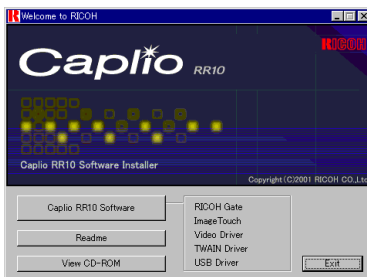 Welcome to RICOH
RICOH
Caplio RR10
Caplio RR10 Software Installer
Copyright (C)2001 RICOH CO.,Ltd
Caplio RR10 Software
Readme
View CD-ROM
RICOH Gate
ImageTouch
Video Driver
TWAIN Driver
USB Driver
Exit